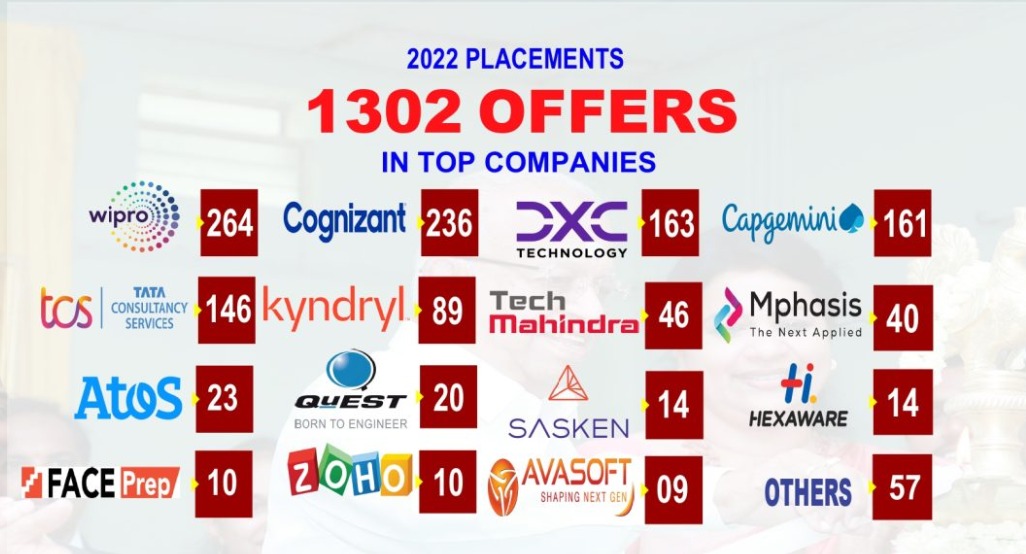 2022 PLACEMENTS
1302 OFFERS
IN TOP COMPANIES
wipro 264
Cognizant 236
DXC TECHNOLOGY 163
Capgemini 161
tcs TATA CONSULTANCY SERVICES 146
kyndryl 89
Tech Mahindra 46
Mphasis The Next Applied 40
Atos 23
QuEST BORN TO ENGINEER 20
SASKEN 14
Hi. HEXAWARE 14
FACE Prep 10
ZOHO 10
AVASOFT SHAPING NEXT GEN 09
OTHERS 57